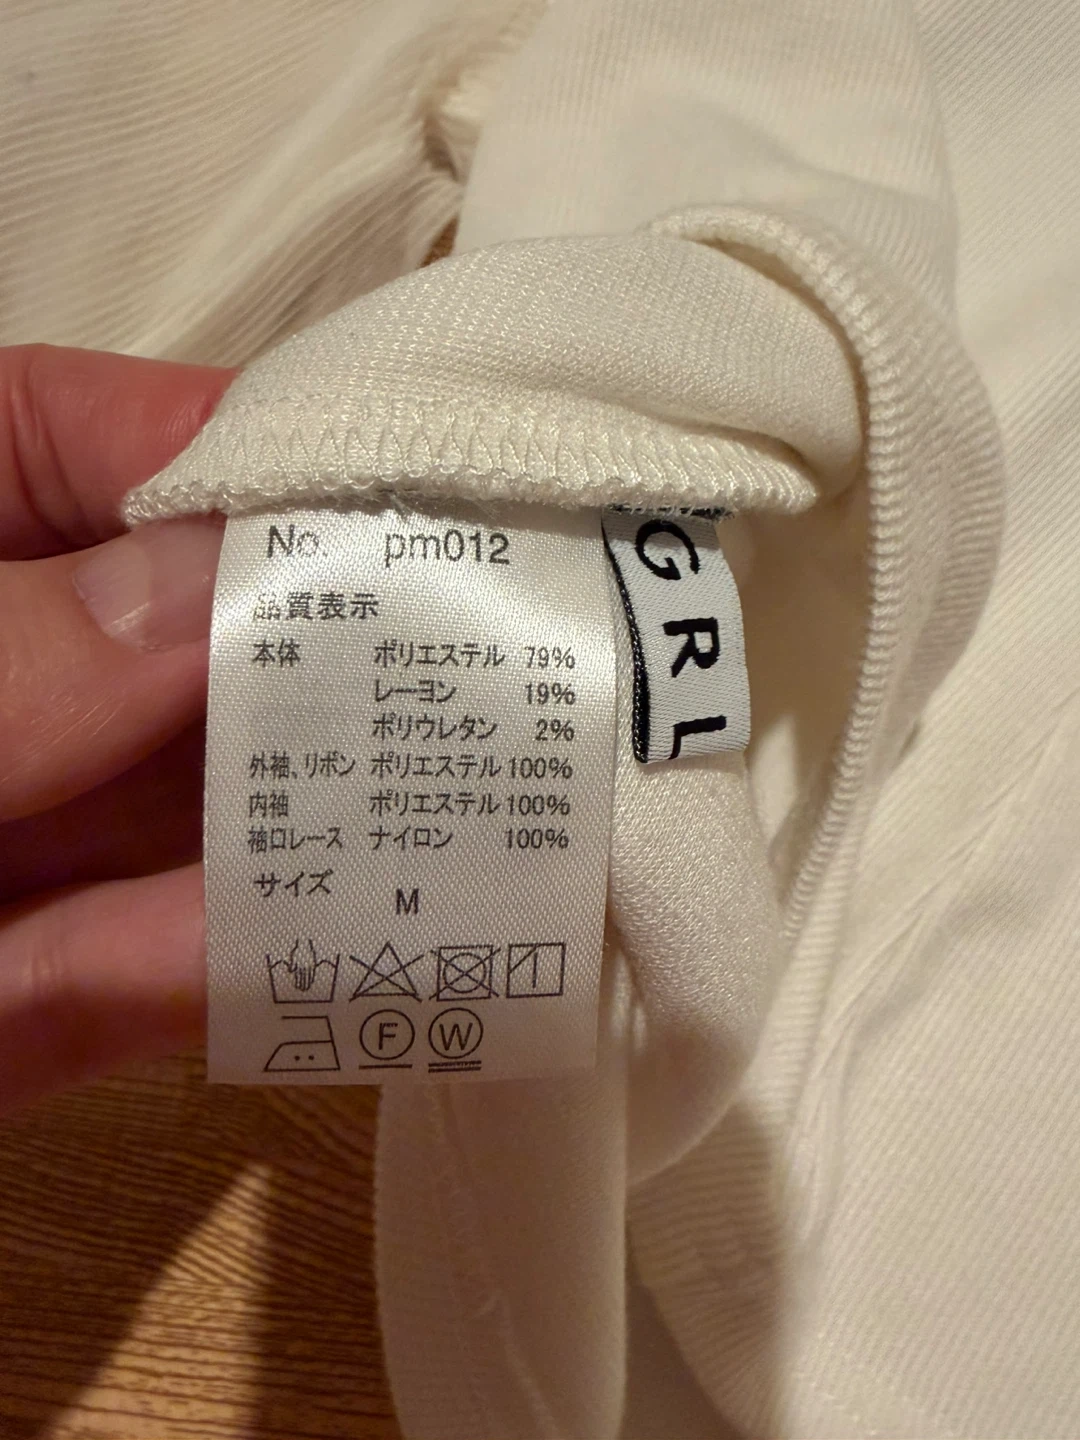 No. pm012
品質表示
本体 ポリエステル 79%
レーヨン 19%
ポリウレタン 2%
外袖、リボン ポリエステル 100%
内袖 ポリエステル 100%
袖口レース ナイロン 100%
サイズ M
F W
GRL